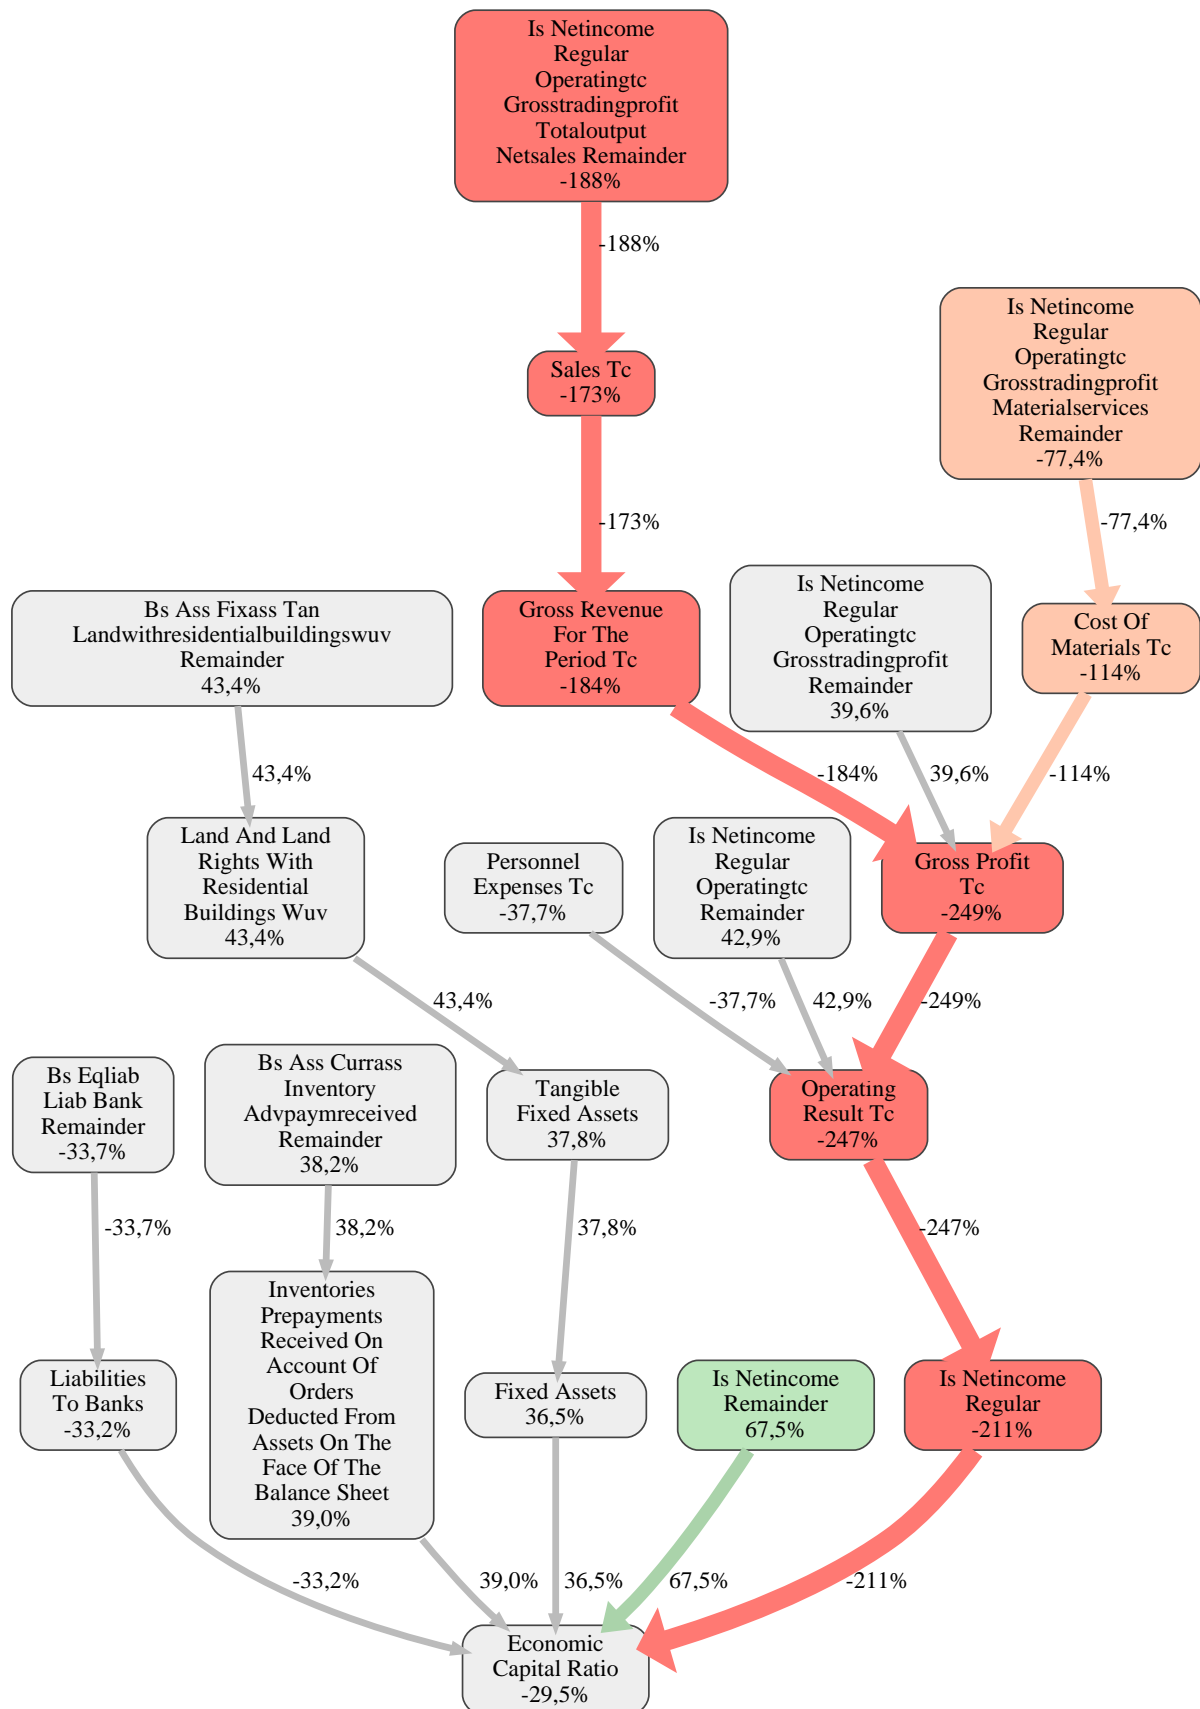 Is Netincome
Regular
Operatingtc
Grosstradingprofit
Totaloutput
Netsales Remainder
-188%
-188%
Is Netincome
Regular
Operatingtc
Grosstradingprofit
Materialservices
Remainder
-77,4%
Sales Tc
-173%
-77,4%
-173%
Bs Ass Fixass Tan
Landwithresidentialbuildingswuv
Remainder
43,4%
Gross Revenue
For The
Period Tc
-184%
Is Netincome
Regular
Operatingtc
Grosstradingprofit
Remainder
39,6%
Cost Of
Materials Tc
-114%
43,4%
-184%
39,6%
-114%
Land And Land
Rights With
Residential
Buildings Wuv
43,4%
Personnel
Expenses Tc
-37,7%
Is Netincome
Regular
Operatingtc
Remainder
42,9%
Gross Profit
Tc
-249%
43,4%
-37,7%
42,9%
-249%
Bs Eqliab
Liab Bank
Remainder
-33,7%
Bs Ass Currass
Inventory
Advpaymreceived
Remainder
38,2%
Tangible
Fixed Assets
37,8%
Operating
Result Tc
-247%
-33,7%
38,2%
37,8%
-247%
Liabilities
To Banks
-33,2%
Inventories
Prepayments
Received On
Account Of
Orders
Deducted From
Assets On The
Face Of The
Balance Sheet
39,0%
Fixed Assets
36,5%
Is Netincome
Remainder
67,5%
Is Netincome
Regular
-211%
-33,2%
39,0%
36,5%
67,5%
-211%
Economic
Capital Ratio
-29,5%